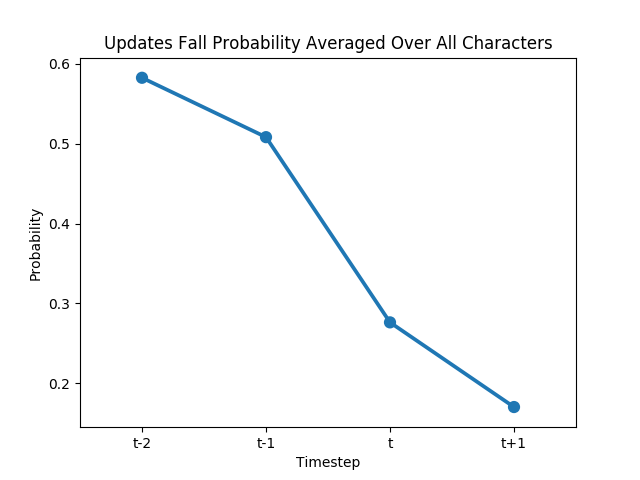 Updates Fall Probability Averaged Over All Characters
0.6
0.5
0.4
0.3
0.2
Probability
t-2 t-1 t t+1
Timestep